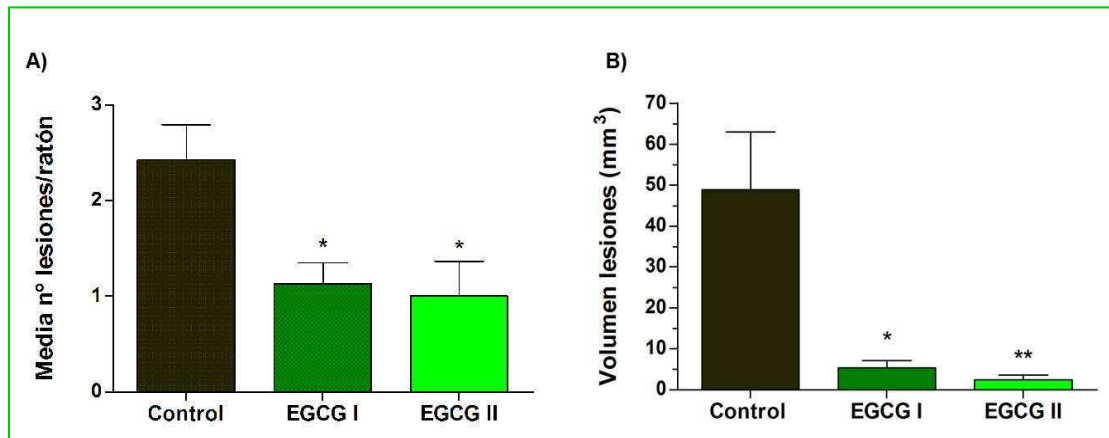 A)
Media nº lesiones/ratón
3
2
1
0
*
*
Control
EGCG I
EGCG II
B)
Volumen lesiones (mm³)
70
60
50
40
30
20
10
0
*
**
Control
EGCG I
EGCG II